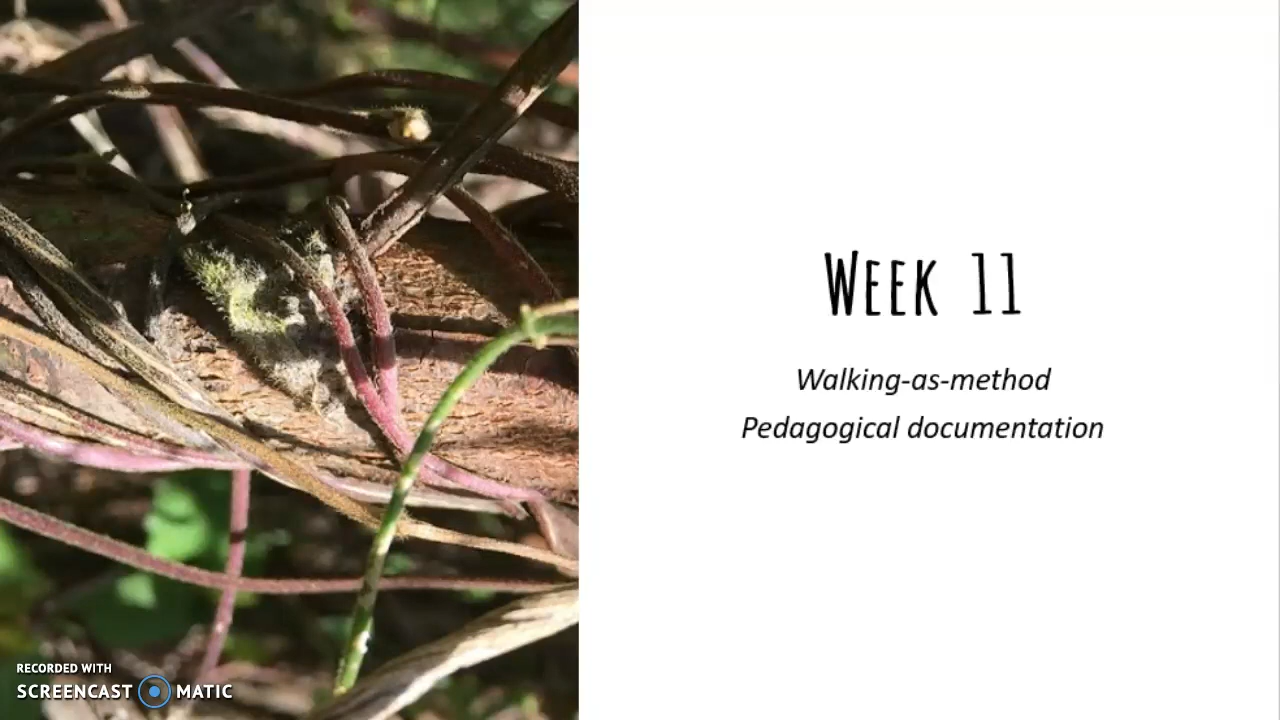 Week 11
Walking-as-method
Pedagogical documentation
RECORDED WITH
SCREENCAST MATIC